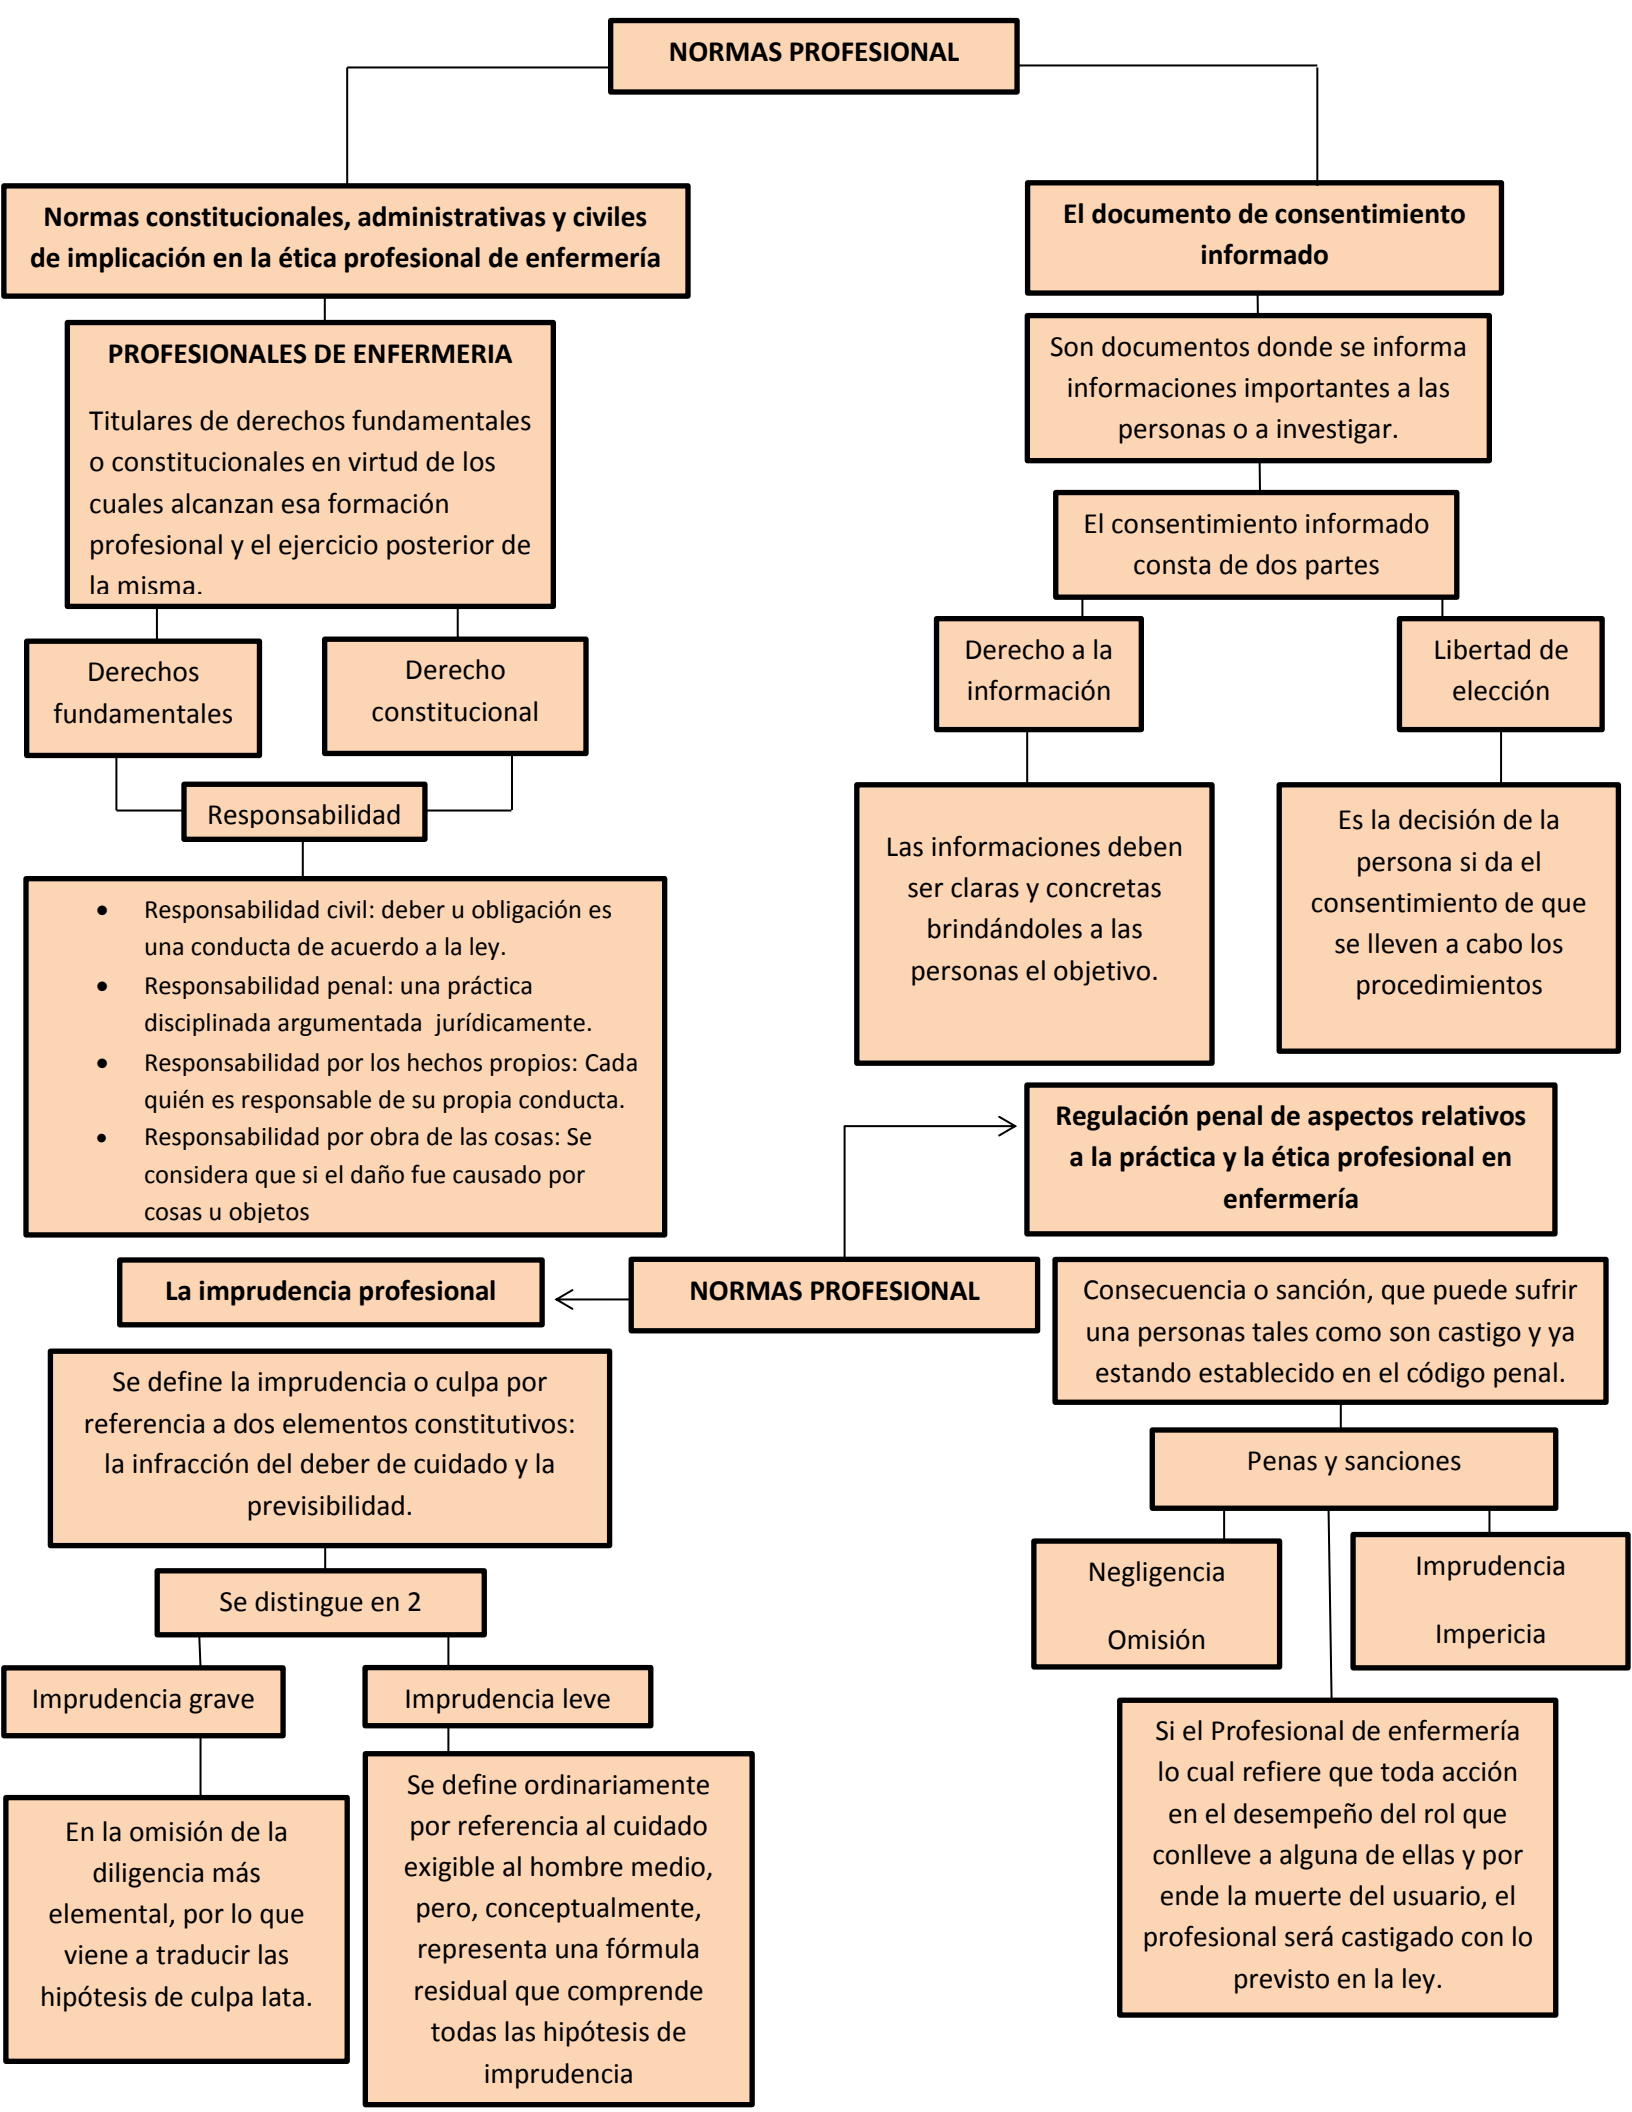 NORMAS PROFESIONAL
Normas constitucionales, administrativas y civiles
de implicación en la ética profesional de enfermería
PROFESIONALES DE ENFERMERIA
Titulares de derechos fundamentales
o constitucionales en virtud de los
cuales alcanzan esa formación
profesional y el ejercicio posterior de
la misma.
Derechos
fundamentales
Derecho
constitucional
Responsabilidad
• Responsabilidad civil: deber u obligación es
una conducta de acuerdo a la ley.
• Responsabilidad penal: una práctica
disciplinada argumentada  jurídicamente.
• Responsabilidad por los hechos propios: Cada
quién es responsable de su propia conducta.
• Responsabilidad por obra de las cosas: Se
considera que si el daño fue causado por
cosas u objetos
El documento de consentimiento
informado
Son documentos donde se informa
informaciones importantes a las
personas o a investigar.
El consentimiento informado
consta de dos partes
Derecho a la
información
Las informaciones deben
ser claras y concretas
brindándoles a las
personas el objetivo.
Libertad de
elección
Es la decisión de la
persona si da el
consentimiento de que
se lleven a cabo los
procedimientos
NORMAS PROFESIONAL
La imprudencia profesional
Se define la imprudencia o culpa por
referencia a dos elementos constitutivos:
la infracción del deber de cuidado y la
previsibilidad.
Se distingue en 2
Imprudencia grave
En la omisión de la
diligencia más
elemental, por lo que
viene a traducir las
hipótesis de culpa lata.
Imprudencia leve
Se define ordinariamente
por referencia al cuidado
exigible al hombre medio,
pero, conceptualmente,
representa una fórmula
residual que comprende
todas las hipótesis de
imprudencia
Regulación penal de aspectos relativos
a la práctica y la ética profesional en
enfermería
Consecuencia o sanción, que puede sufrir
una personas tales como son castigo y ya
estando establecido en el código penal.
Penas y sanciones
Negligencia
Omisión
Imprudencia
Impericia
Si el Profesional de enfermería
lo cual refiere que toda acción
en el desempeño del rol que
conlleve a alguna de ellas y por
ende la muerte del usuario, el
profesional será castigado con lo
previsto en la ley.